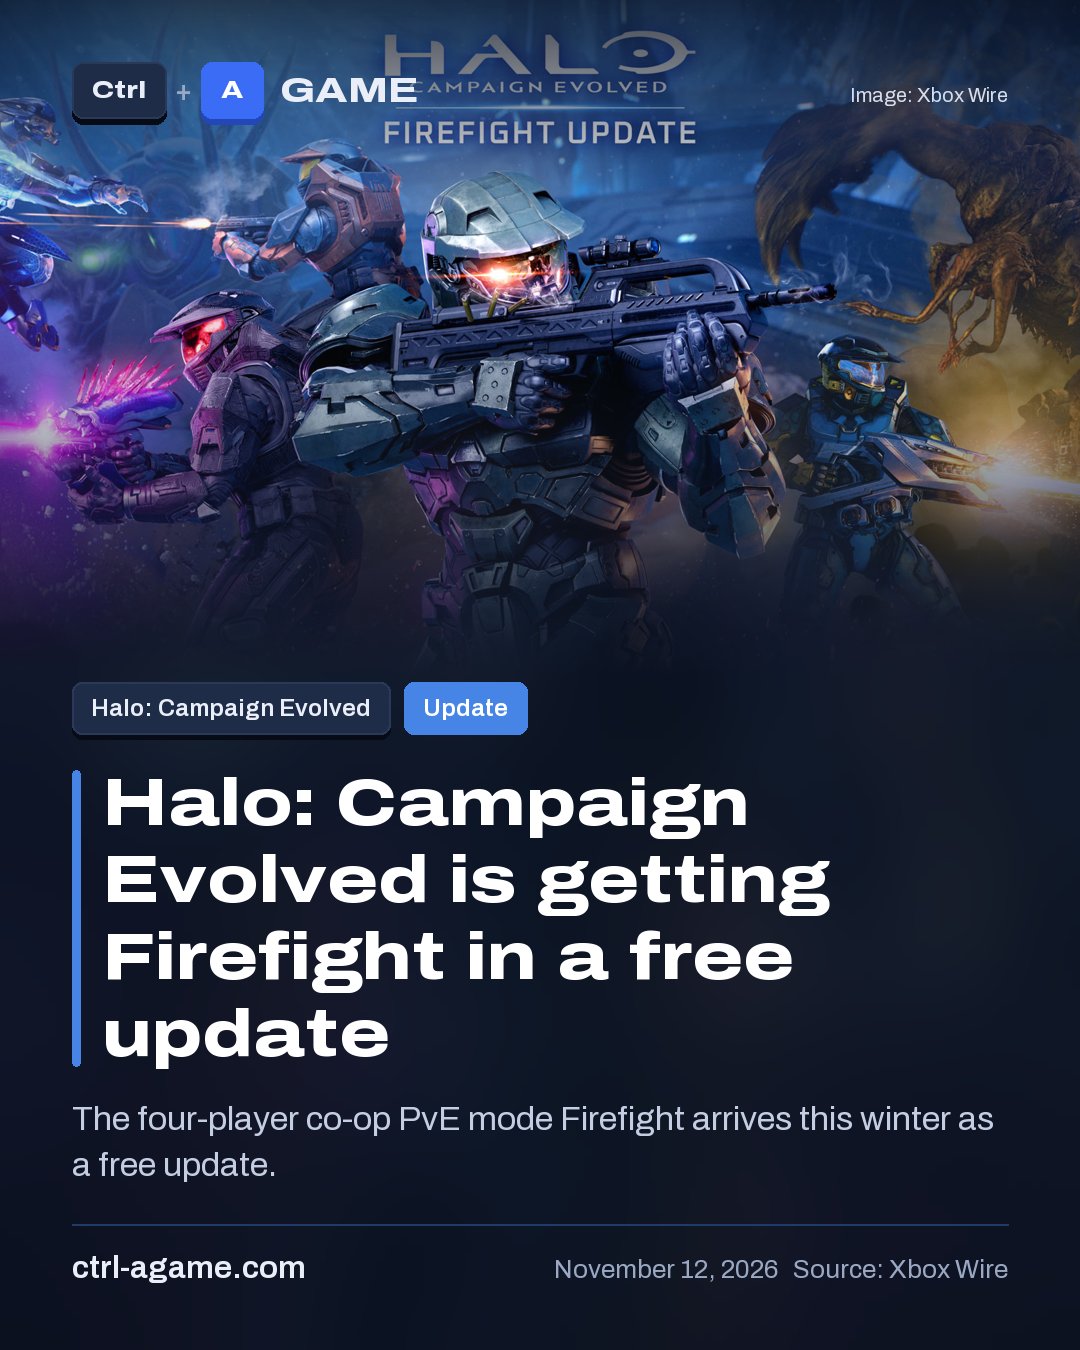 HALO
CAMPAIGN EVOLVED
FIREFIGHT UPDATE
Ctrl + A GAME
Image: Xbox Wire
Halo: Campaign Evolved
Update
Halo: Campaign
Evolved is getting
Firefight in a free
update
The four-player co-op PvE mode Firefight arrives this winter as
a free update.
ctrl-agame.com
November 12, 2026 Source: Xbox Wire